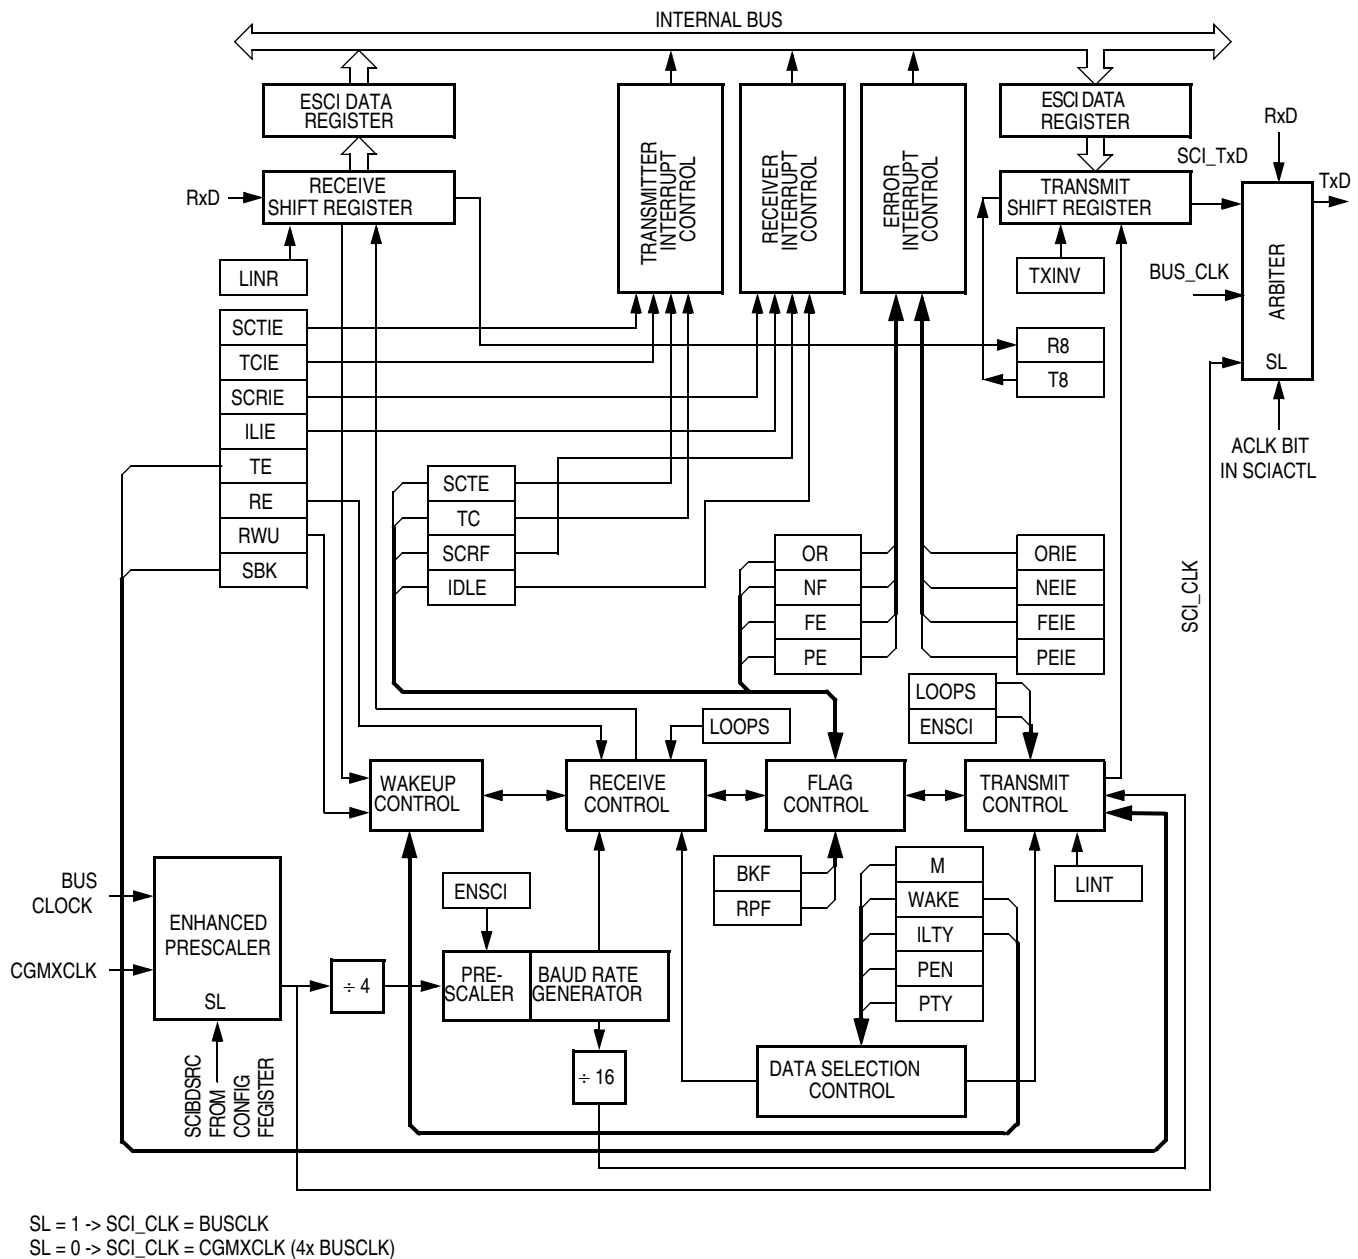 INTERNAL BUS
ESCI DATA
REGISTER
RECEIVE
SHIFT REGISTER
RxD
LINR
TRANSMITTER
INTERRUPT
CONTROL
RECEIVER
INTERRUPT
CONTROL
ERROR
INTERRUPT
CONTROL
ESCI DATA
REGISTER
TRANSMIT
SHIFT REGISTER
TXINV
SCI_TxD
RxD
TxD
BUS_CLK
ARBITER
SL
ACLK BIT
IN SCIACTL
R8
T8
SCTIE
TCIE
SCRIE
ILIE
TE
RE
RWU
SBK
SCTE
TC
SCRF
IDLE
OR
NF
FE
PE
ORIE
NEIE
FEIE
PEIE
SCI_CLK
LOOPS
LOOPS
ENSCI
WAKEUP
CONTROL
RECEIVE
CONTROL
FLAG
CONTROL
TRANSMIT
CONTROL
BKF
RPF
M
WAKE
ILTY
PEN
PTY
LINT
BUS
CLOCK
CGMXCLK
ENHANCED
PRESCALER
SL
SCIBDSRC
FROM
CONFIG
FEGISTER
÷ 4
ENSCI
PRE-
SCALER
BAUD RATE
GENERATOR
÷ 16
DATA SELECTION
CONTROL
SL = 1 -> SCI_CLK = BUSCLK
SL = 0 -> SCI_CLK = CGMXCLK (4x BUSCLK)